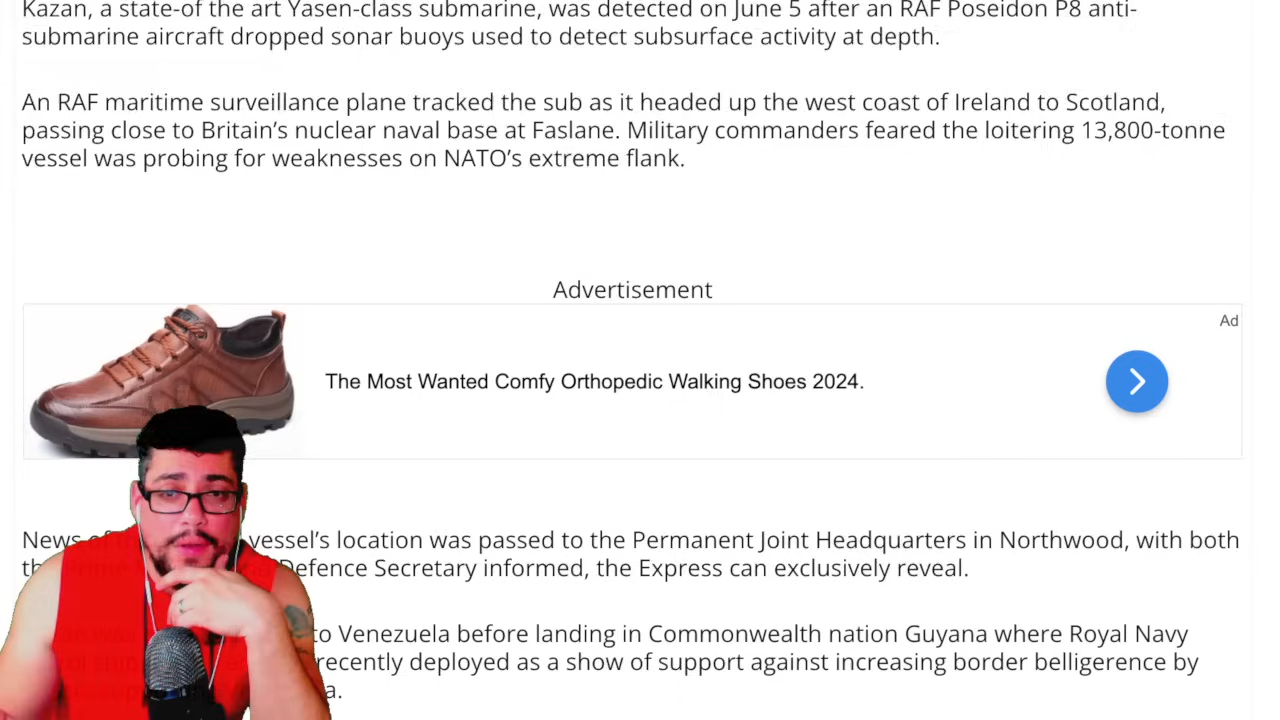 Kazan, a state-of the art Yasen-class submarine, was detected on June 5 after an RAF Poseidon P8 anti-
submarine aircraft dropped sonar buoys used to detect subsurface activity at depth.
An RAF maritime surveillance plane tracked the sub as it headed up the west coast of Ireland to Scotland,
passing close to Britain's nuclear naval base at Faslane. Military commanders feared the loitering 13,800-tonne
vessel was probing for weaknesses on NATO's extreme flank.
Advertisement
Ad
The Most Wanted Comfy Orthopedic Walking Shoes 2024.
News vessel's location was passed to the Permanent Joint Headquarters in Northwood, with both
Defence Secretary informed, the Express can exclusively reveal.
to Venezuela before landing in Commonwealth nation Guyana where Royal Navy
recently deployed as a show of support against increasing border belligerence by